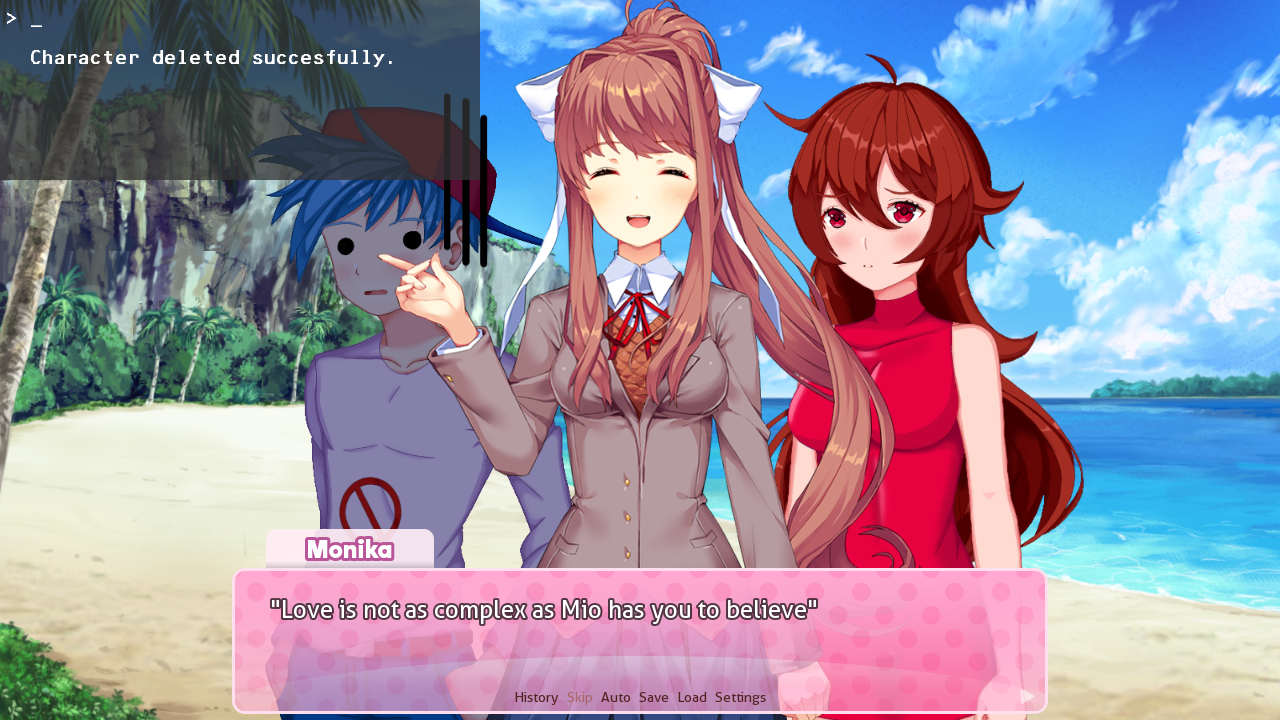 > _
Character deleted succesfully.
Monika
"Love is not as complex as Mio has you to believe"
History Skip Auto Save Load Settings